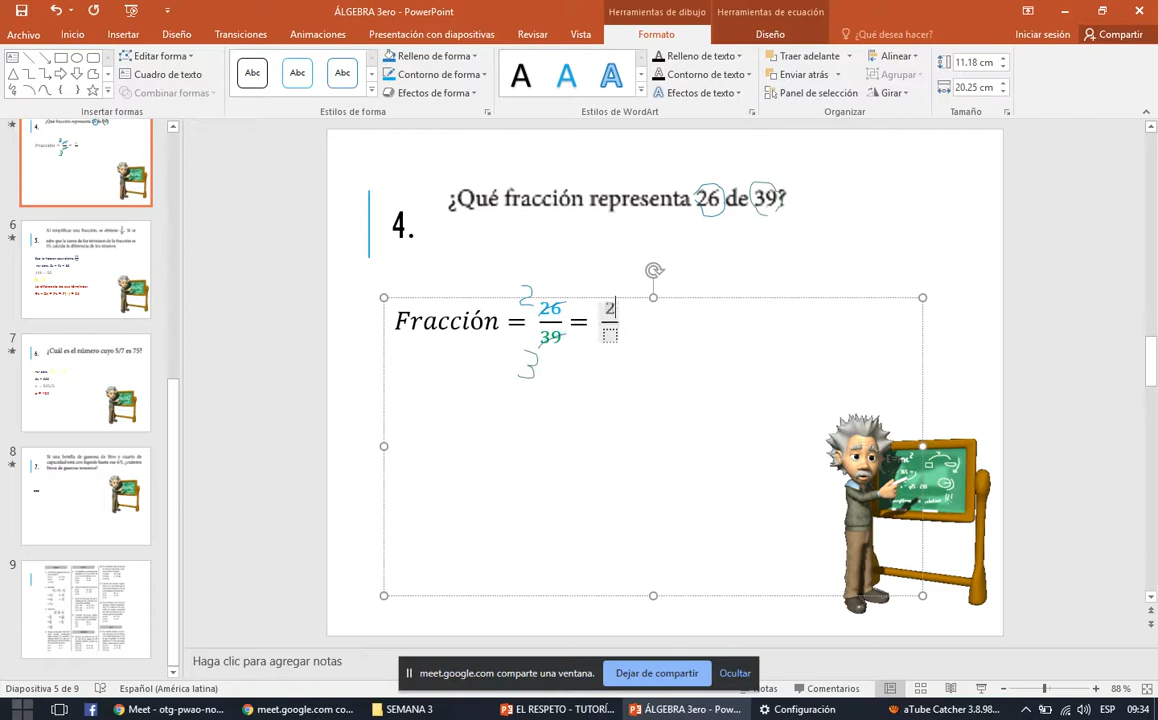 ÁLGEBRA 3ero - PowerPoint
Herramientas de dibujo
Herramientas de ecuación
Archivo
Inicio
Insertar
Diseño
Transiciones
Animaciones
Presentación con diapositivas
Revisar
Vista
Formato
Diseño
¿Qué desea hacer?
Iniciar sesión
Compartir
Editar forma
Cuadro de texto
Combinar formas
Insertar formas
Abc
Abc
Abc
Relleno de forma
Contorno de forma
Efectos de forma
Estilos de forma
A
A
A
Relleno de texto
Contorno de texto
Efectos de texto
Estilos de WordArt
Traer adelante
Enviar atrás
Panel de selección
Alinear
Agrupar
Girar
Organizar
11.18 cm
20.25 cm
Tamaño
4.
6
5.
7
6.
¿Cuál es el número cuyo 5/7 es 75?
8
7.
9
¿Qué fracción representa 26 de 39?
4.
Fracción = 26/39 = 2
2
3
Haga clic para agregar notas
meet.google.com comparte una ventana.
Dejar de compartir
Ocultar
Diapositiva 5 de 9
Español (América latina)
Notas
Comentarios
88 %
Meet - otg-pwao-no...
meet.google.com co...
SEMANA 3
EL RESPETO - TUTORÍ...
ÁLGEBRA 3ero - Pow...
Configuración
aTube Catcher 3.8.98...
ESP
09:34